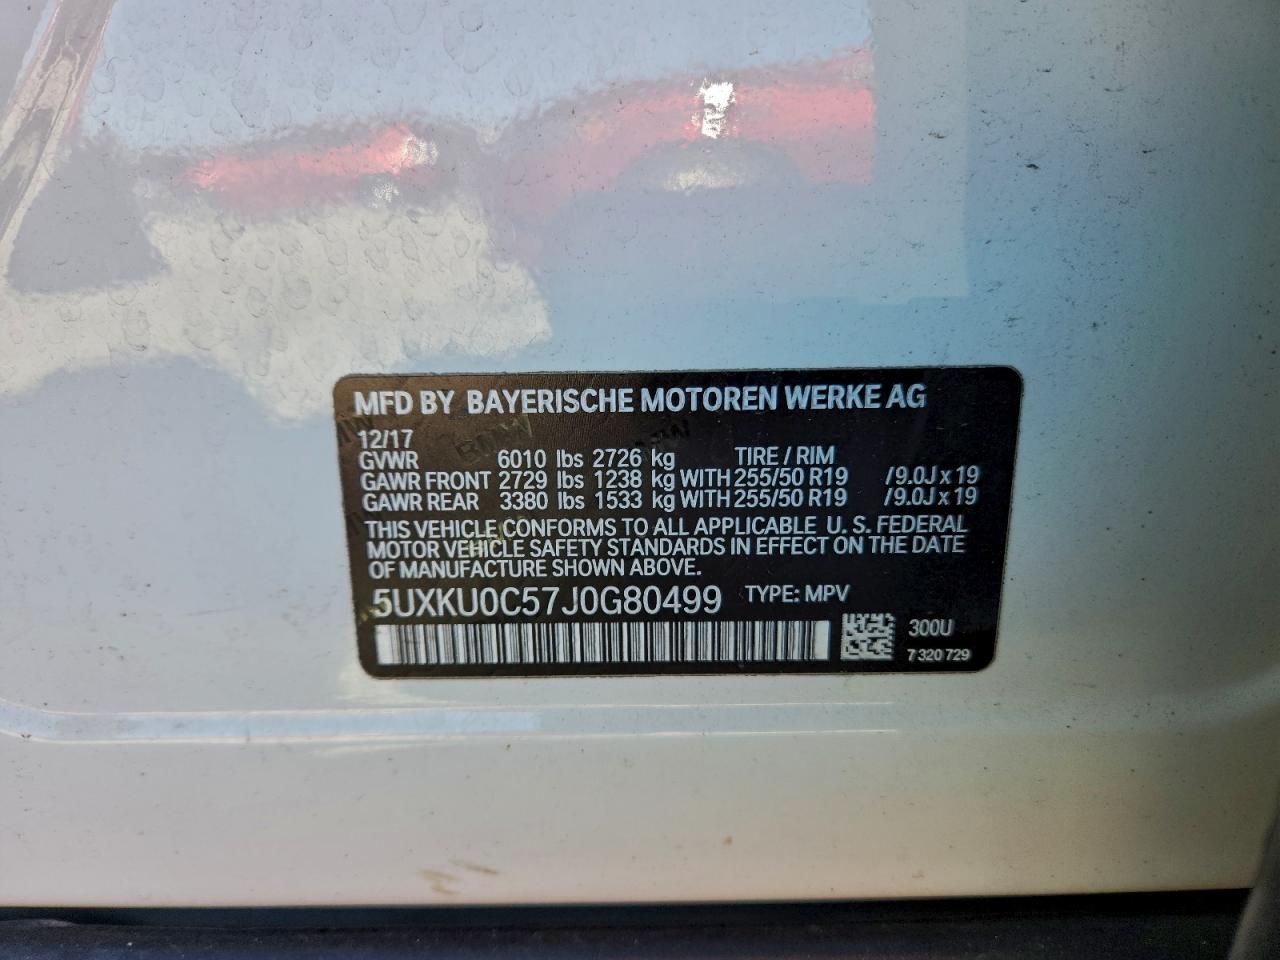 MFD BY BAYERISCHE MOTOREN WERKE AG
12/17
GVWR 6010 lbs 2726 kg TIRE / RIM
GAWR FRONT 2729 lbs 1238 kg WITH 255/50 R19 /9.0J x 19
GAWR REAR 3380 lbs 1533 kg WITH 255/50 R19 /9.0J x 19
THIS VEHICLE CONFORMS TO ALL APPLICABLE U. S. FEDERAL
MOTOR VEHICLE SAFETY STANDARDS IN EFFECT ON THE DATE
OF MANUFACTURE SHOWN ABOVE.
5UXKU0C57J0G80499 TYPE: MPV
300U
7 320 729